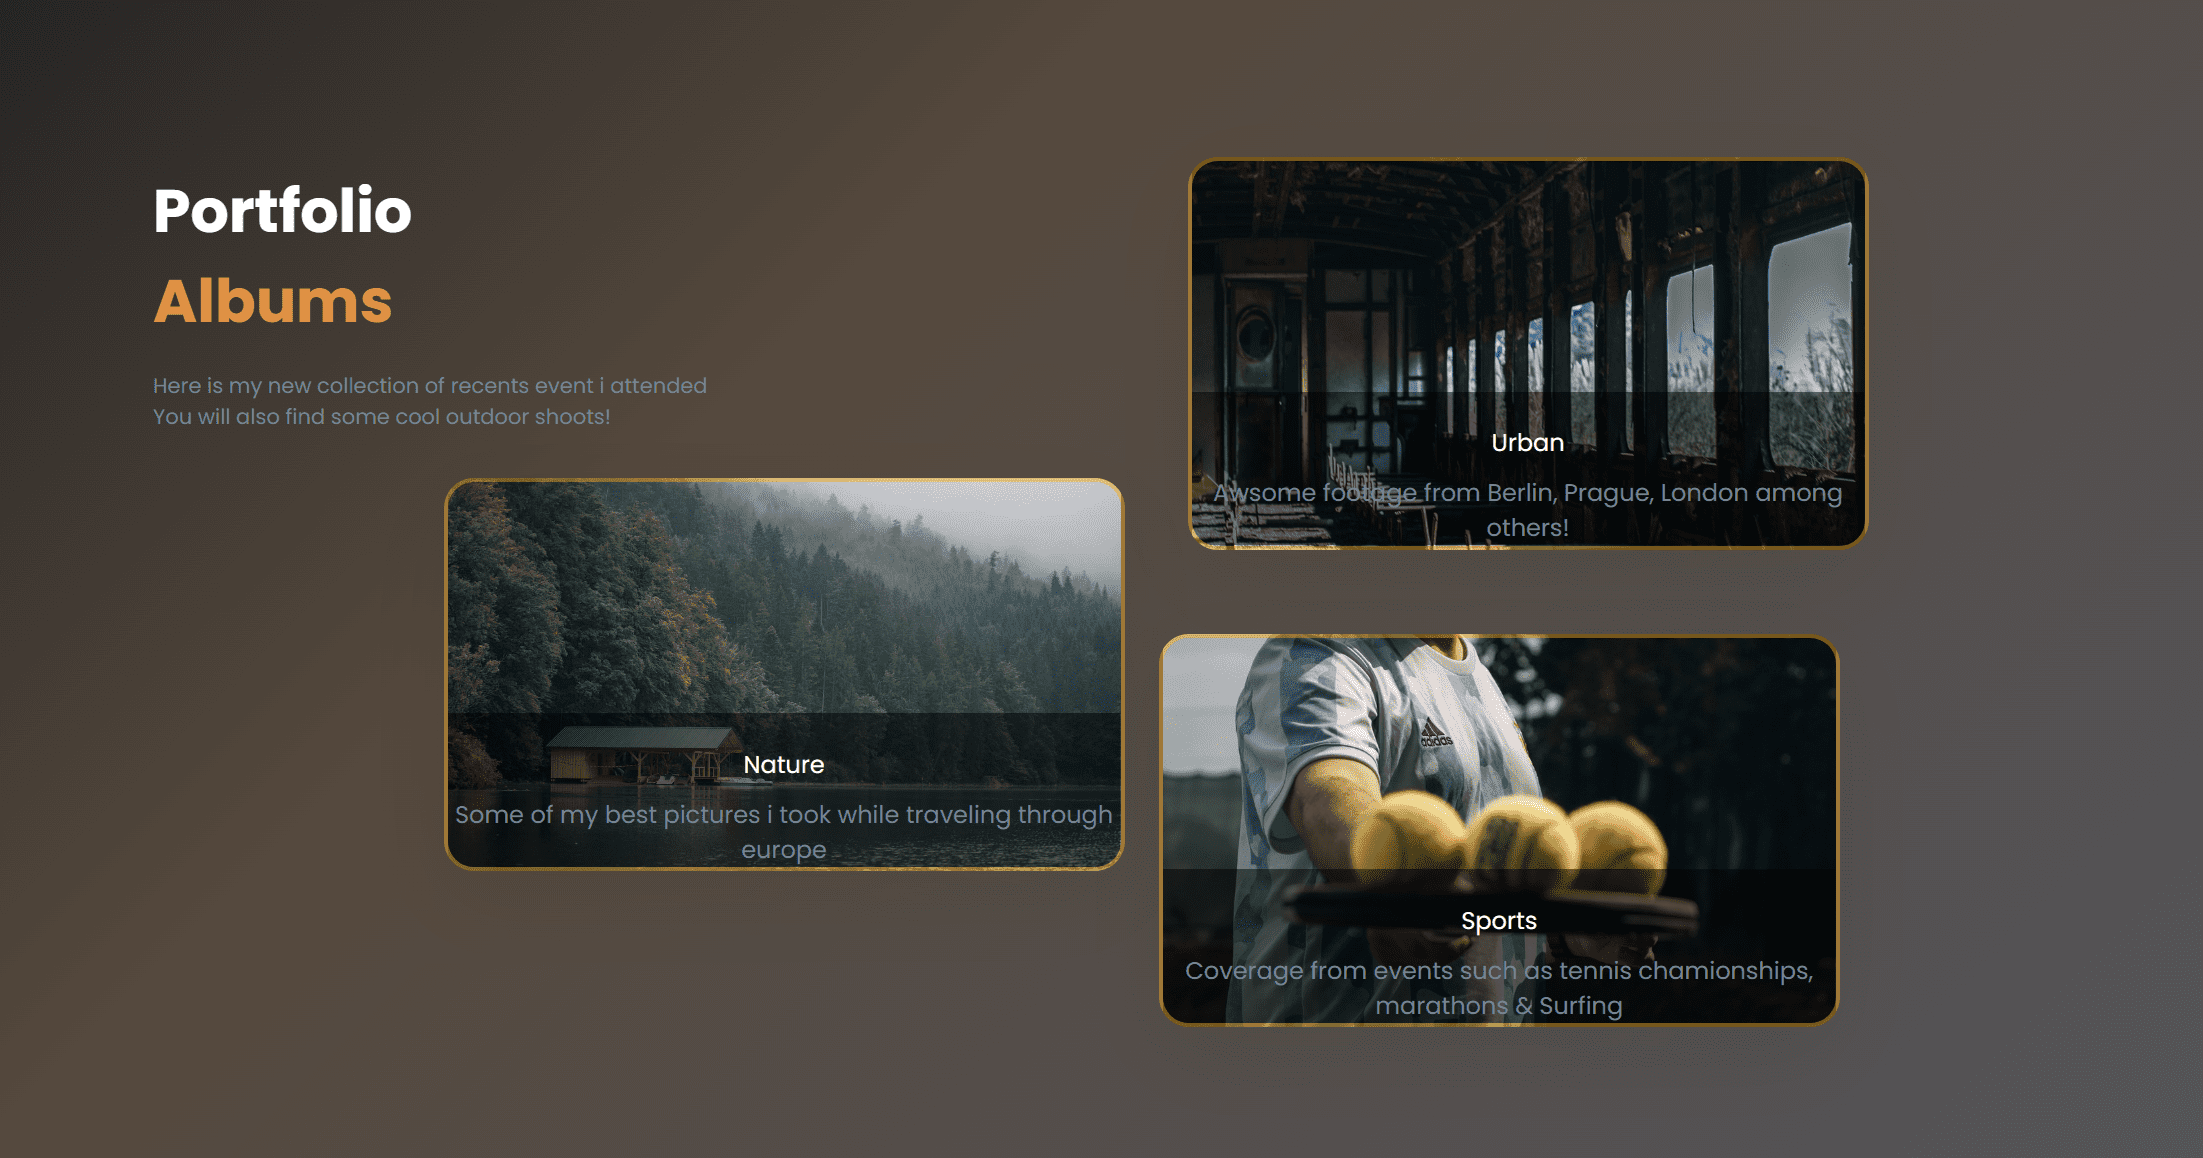 Portfolio
Albums
Here is my new collection of recents event i attended
You will also find some cool outdoor shoots!
Urban
Awsome footage from Berlin, Prague, London among
others!
Nature
Some of my best pictures i took while traveling through
europe
adidas
Sports
Coverage from events such as tennis chamionships,
marathons & Surfing